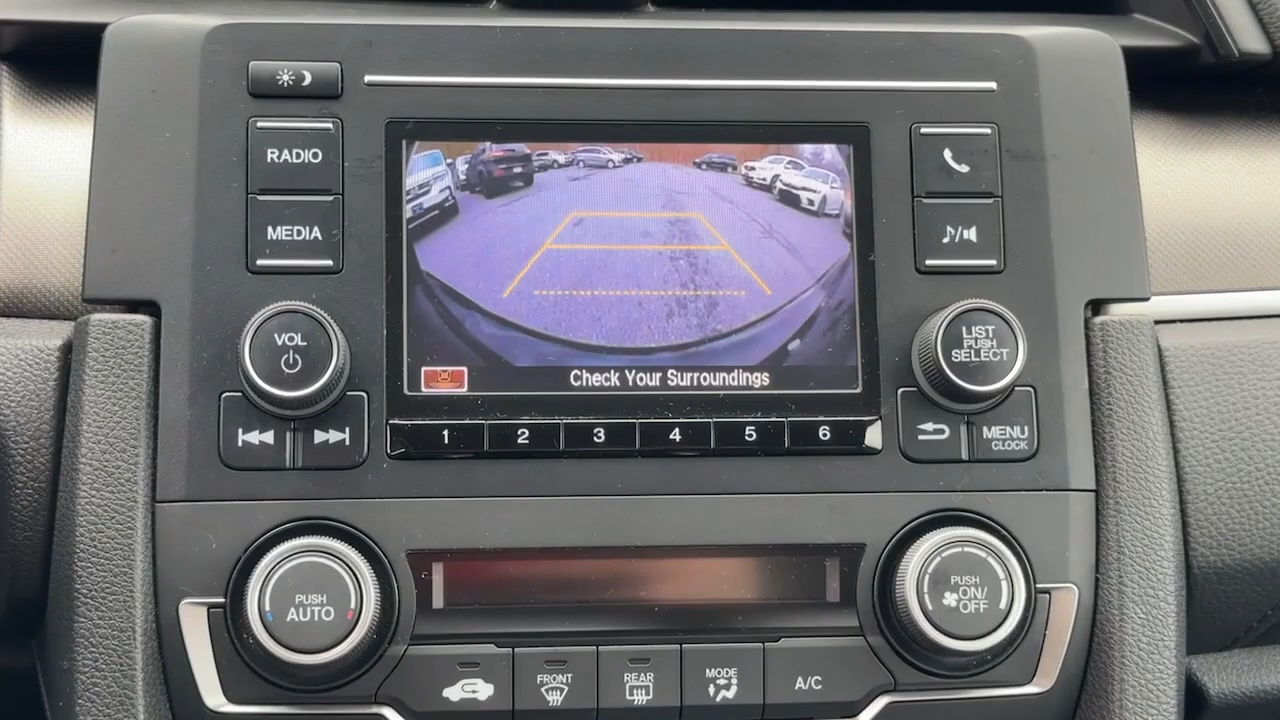 RADIO
MEDIA
VOL
LIST
PUSH
SELECT
Check Your Surroundings
1 2 3 4 5 6
MENU
CLOCK
PUSH
AUTO
PUSH
ON/
OFF
FRONT
REAR
MODE
A/C